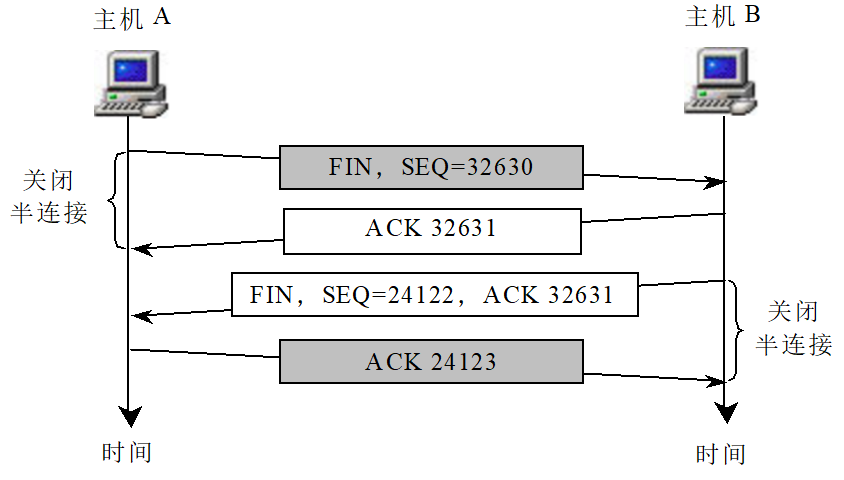 主机 A
主机 B
FIN，SEQ=32630
关闭
半连接
ACK 32631
FIN，SEQ=24122，ACK 32631
关闭
半连接
ACK 24123
时间
时间